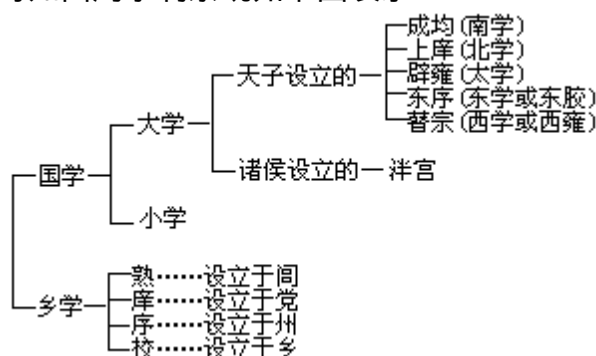 成均(南学)
上庠(北学)
天子设立的
辟雍(太学)
东序(东学或东胶)
瞽宗(西学或西雍)
大学
诸侯设立的
泮宫
国学
小学
乡学
熟……设立于闾
庠……设立于党
序……设立于州
校……设立于乡